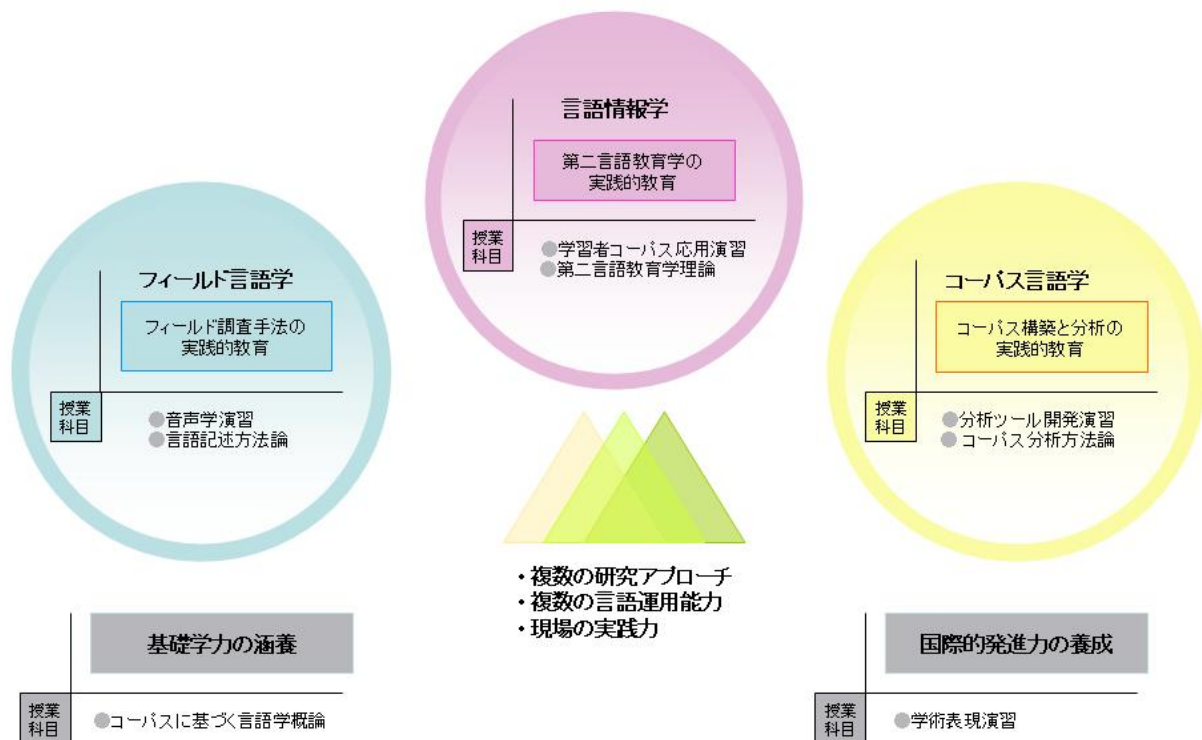 言語情報学
第二言語教育学の
実践的教育
授業
科目
●学習者コーパス応用演習
●第二言語教育学理論
フィールド言語学
フィールド調査手法の
実践的教育
授業
科目
●音声学演習
●言語記述方法論
コーパス言語学
コーパス構築と分析の
実践的教育
授業
科目
●分析ツール開発演習
●コーパス分析方法論
・複数の研究アプローチ
・複数の言語運用能力
・現場の実践力
基礎学力の涵養
授業
科目
●コーパスに基づく言語学概論
国際的発進力の養成
授業
科目
●学術表現演習